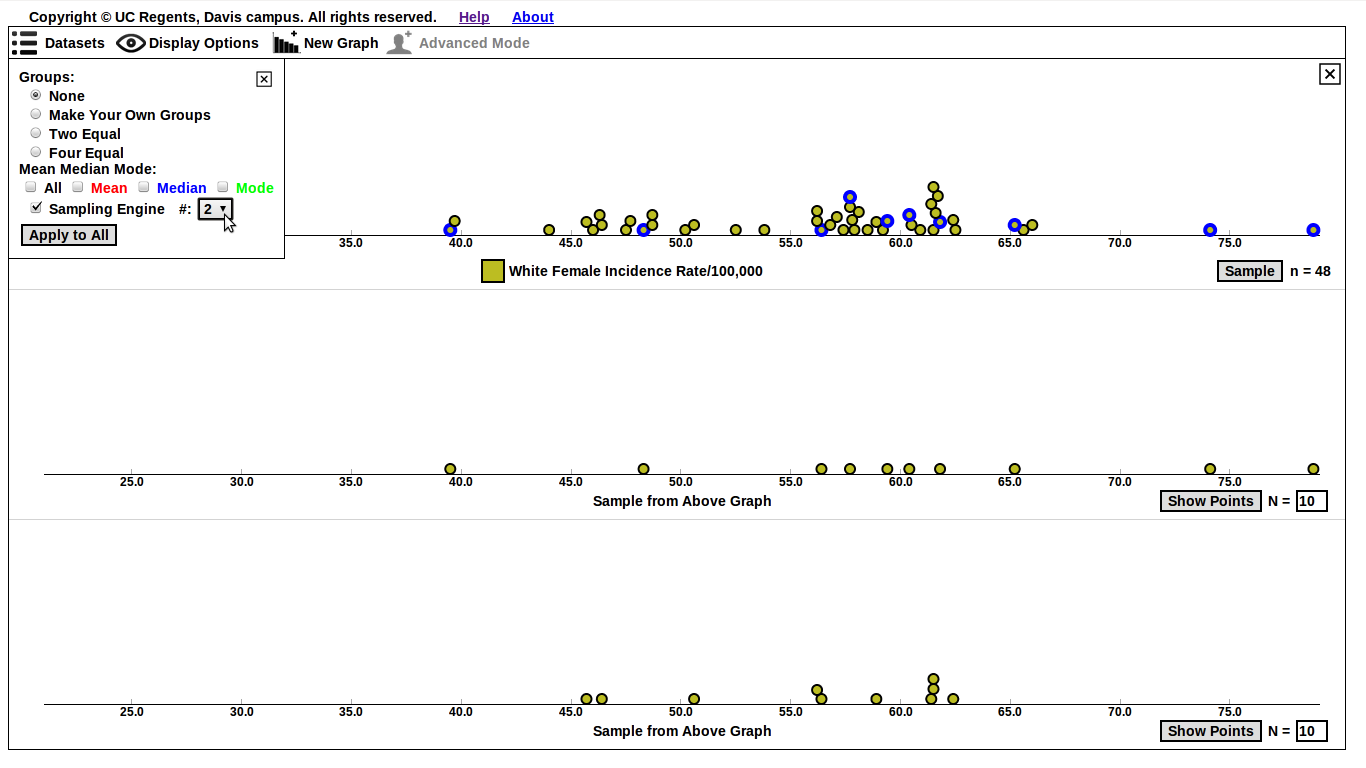 Copyright © UC Regents, Davis campus. All rights reserved. Help About
Datasets Display Options New Graph Advanced Mode
Groups:
None
Make Your Own Groups
Two Equal
Four Equal
Mean Median Mode:
All Mean Median Mode
Sampling Engine #: 2
Apply to All
35.0 40.0 45.0 50.0 55.0 60.0 65.0 70.0 75.0
White Female Incidence Rate/100,000 Sample n = 48
25.0 30.0 35.0 40.0 45.0 50.0 55.0 60.0 65.0 70.0 75.0
Sample from Above Graph Show Points N = 10
25.0 30.0 35.0 40.0 45.0 50.0 55.0 60.0 65.0 70.0 75.0
Sample from Above Graph Show Points N = 10